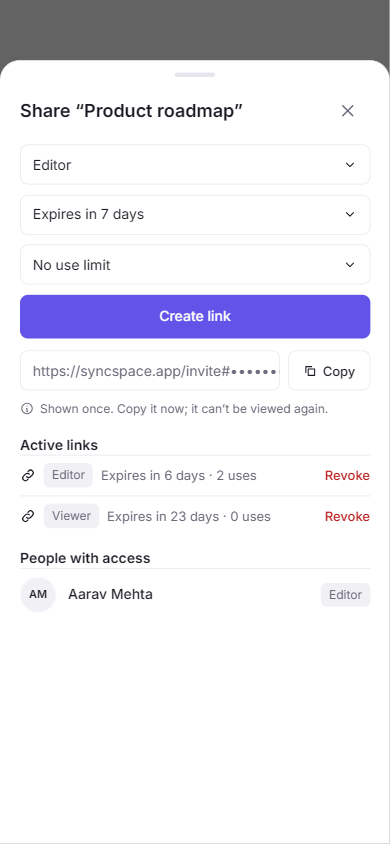 Share “Product roadmap”
Editor
Expires in 7 days
No use limit
Create link
https://syncspace.app/invite#••••••
Copy
Shown once. Copy it now; it can’t be viewed again.
Active links
Editor Expires in 6 days · 2 uses Revoke
Viewer Expires in 23 days · 0 uses Revoke
People with access
AM Aarav Mehta Editor